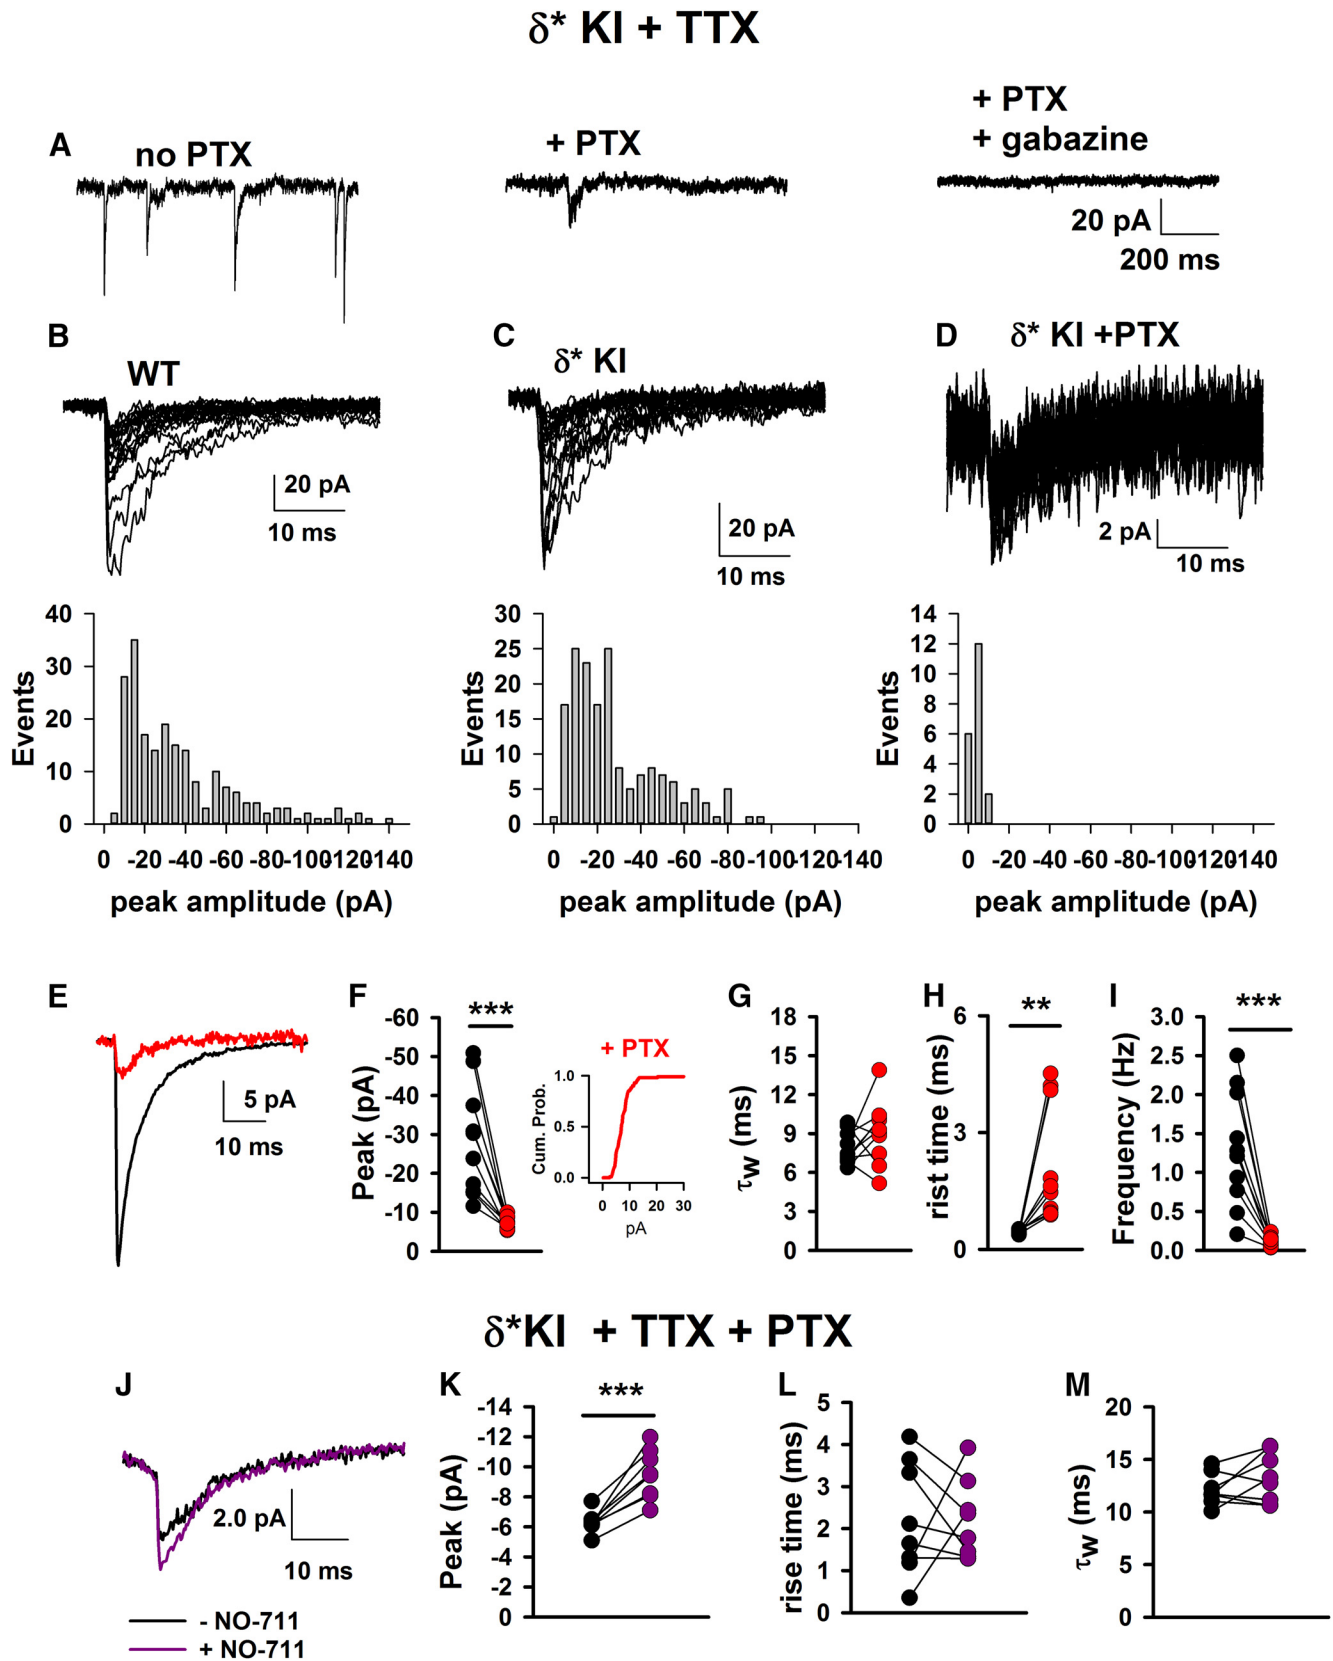 δ* KI + TTX
A
no PTX
+ PTX
+ PTX
+ gabazine
20 pA
200 ms
B
WT
20 pA
10 ms
C
δ* KI
20 pA
10 ms
D
δ* KI +PTX
2 pA
10 ms
40
30
20
10
0
Events
0 -20 -40 -60 -80 -100 -120 -140
peak amplitude (pA)
30
25
20
15
10
5
0
Events
0 -20 -40 -60 -80 -100 -120 -140
peak amplitude (pA)
14
12
10
8
6
4
2
0
Events
0 -20 -40 -60 -80 -100 -120 -140
peak amplitude (pA)
E
5 pA
10 ms
F
***
-60
-50
-40
-30
-20
-10
0
Peak (pA)
+ PTX
1.0
0.5
0.0
Cum. Prob.
0 10 20 30
pA
G
18
15
12
9
6
3
0
τw (ms)
H
**
6
3
0
rist time (ms)
I
***
3.0
2.5
2.0
1.5
1.0
0.5
0.0
Frequency (Hz)
δ*KI + TTX + PTX
J
2.0 pA
10 ms
- NO-711
+ NO-711
K
***
-14
-12
-10
-8
-6
-4
-2
0
Peak (pA)
L
5
4
3
2
1
0
rise time (ms)
M
20
15
10
5
0
τw (ms)